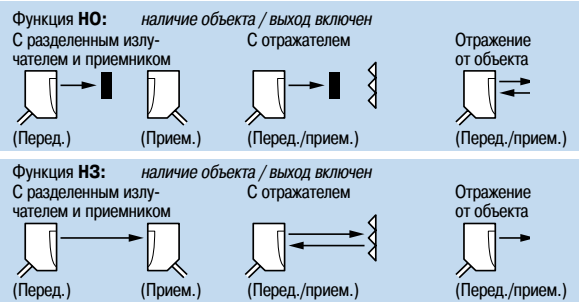 Функция НО: наличие объекта / выход включен
С разделенным излу-
чателем и приемником
С отражателем
Отражение
от объекта
(Перед.) (Прием.) (Перед./прием.) (Перед./прием.)
Функция НЗ: наличие объекта / выход включен
С разделенным излу-
чателем и приемником
С отражателем
Отражение
от объекта
(Перед.) (Прием.) (Перед./прием.) (Перед./прием.)